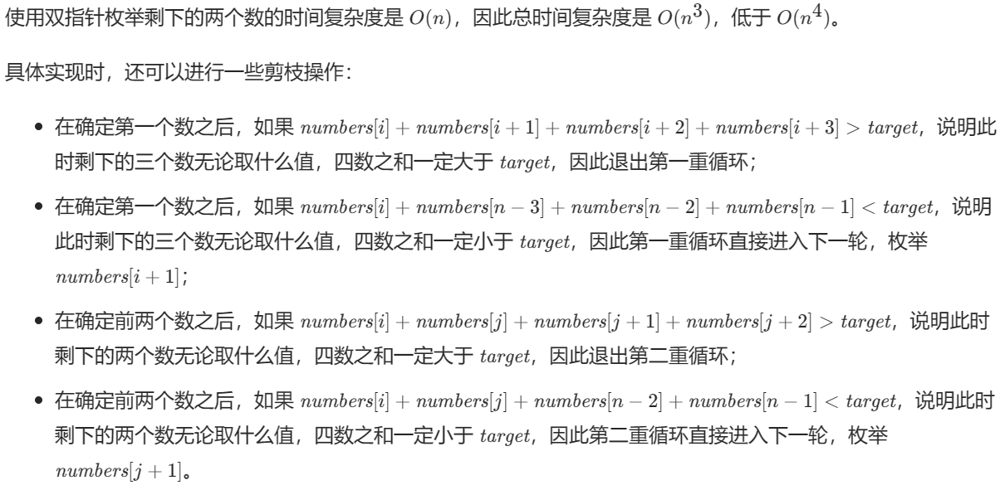 使用双指针枚举剩下的两个数的时间复杂度是 O(n)，因此总时间复杂度是 O(n³)，低于 O(n⁴)。
具体实现时，还可以进行一些剪枝操作：
• 在确定第一个数之后，如果 numbers[i] + numbers[i + 1] + numbers[i + 2] + numbers[i + 3] > target，说明此
时剩下的三个数无论取什么值，四数之和一定大于 target，因此退出第一重循环；
• 在确定第一个数之后，如果 numbers[i] + numbers[n − 3] + numbers[n − 2] + numbers[n − 1] < target，说明
此时剩下的三个数无论取什么值，四数之和一定小于 target，因此第一重循环直接进入下一轮，枚举
numbers[i + 1]；
• 在确定前两个数之后，如果 numbers[i] + numbers[j] + numbers[j + 1] + numbers[j + 2] > target，说明此时
剩下的两个数无论取什么值，四数之和一定大于 target，因此退出第二重循环；
• 在确定前两个数之后，如果 numbers[i] + numbers[j] + numbers[n − 2] + numbers[n − 1] < target，说明此时
剩下的两个数无论取什么值，四数之和一定小于 target，因此第二重循环直接进入下一轮，枚举
numbers[j + 1]。